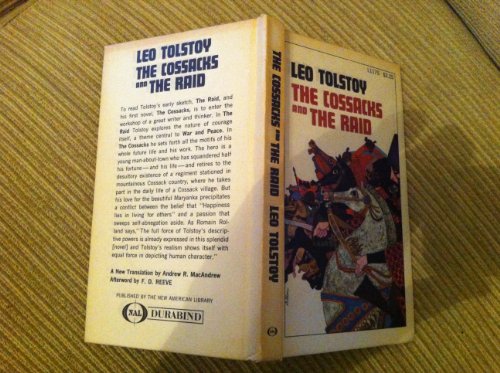 LEO TOLSTOY
THE COSSACKS
AND THE RAID
To read Tolstoy's early sketch, The Raid, and
his first novel, The Cossacks, is to enter the
workshop of a great writer and thinker. In The
Raid Tolstoy explores the nature of courage
itself, a theme central to War and Peace. In
The Cossacks he sets forth all the motifs of his
whole future life and work. The hero is a
young man-about-town who has squandered half
his fortune—and his life—and retires to the
desultory existence of a regiment stationed in
mountainous Cossack country, where he takes
part in the daily life of a Cossack village. But
his love for the beautiful Maryanka precipitates
a conflict between the belief that "Happiness
lies in living for others" and a passion that
sweeps self-abnegation aside. As Romain Rol-
land says, "The full force of Tolstoy's descrip-
tive powers is already expressed in this splendid
[novel] and Tolstoy's realism shows itself with
equal force in depicting human character."
A New Translation by Andrew R. MacAndrew
Afterword by F. D. REEVE
PUBLISHED BY THE NEW AMERICAN LIBRARY
NAL DURABIND
THE COSSACKS AND THE RAID LEO TOLSTOY
LEO TOLSTOY
THE COSSACKS
AND THE RAID